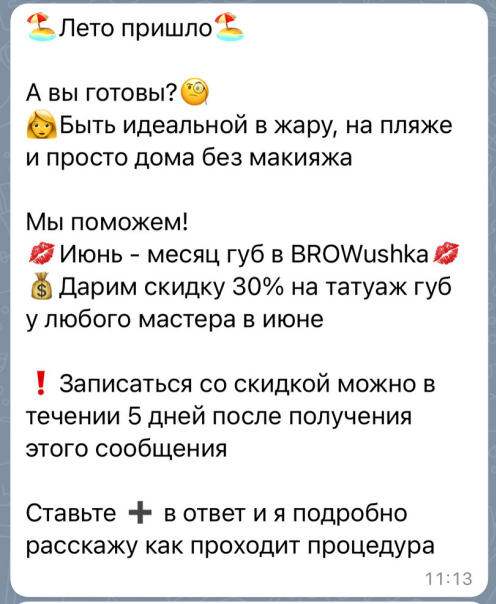 🏖️Лето пришло🏖️
А вы готовы?🧐
👩Быть идеальной в жару, на пляже
и просто дома без макияжа
Мы поможем!
💋Июнь - месяц губ в BROWushka💋
💰Дарим скидку 30% на татуаж губ
у любого мастера в июне
❗ Записаться со скидкой можно в
течении 5 дней после получения
этого сообщения
Ставьте ➕ в ответ и я подробно
расскажу как проходит процедура
11:13